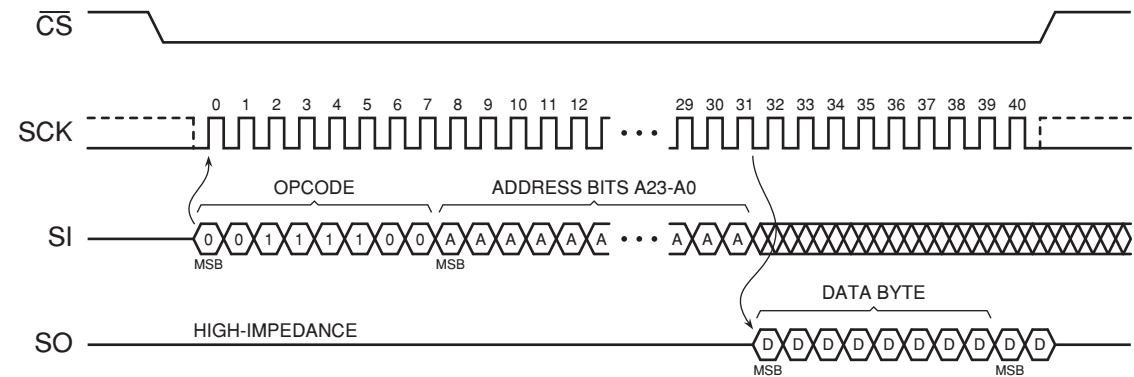 CS
SCK
0 1 2 3 4 5 6 7 8 9 10 11 12 29 30 31 32 33 34 35 36 37 38 39 40
OPCODE ADDRESS BITS A23-A0
SI
0 0 1 1 1 1 0 0 A A A A A A A A A
MSB MSB
DATA BYTE
SO
HIGH-IMPEDANCE
D D D D D D D D D D
MSB MSB